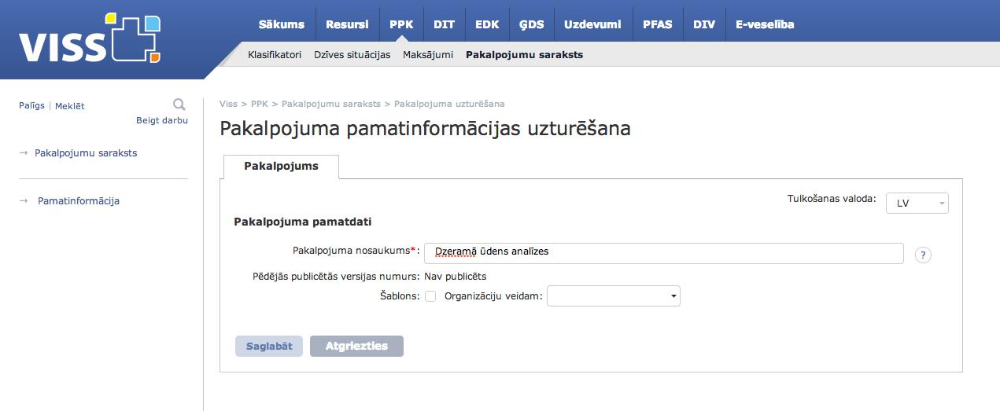 VISS
Sākums Resursi PPK DIT EDK ĢDS Uzdevumi PFAS DIV E-veselība
Klasifikatori Dzīves situācijas Maksājumi Pakalpojumu saraksts
Palīgs | Meklēt
Beigt darbu
→ Pakalpojumu saraksts
→ Pamatinformācija
Viss > PPK > Pakalpojumu saraksts > Pakalpojuma uzturēšana
Pakalpojuma pamatinformācijas uzturēšana
Pakalpojums
Tulkošanas valoda: LV
Pakalpojuma pamatdati
Pakalpojuma nosaukums*: Dzeramā ūdens analīzes ?
Pēdējās publicētās versijas numurs: Nav publicēts
Šablons: Organizāciju veidam:
Saglabāt Atgriezties